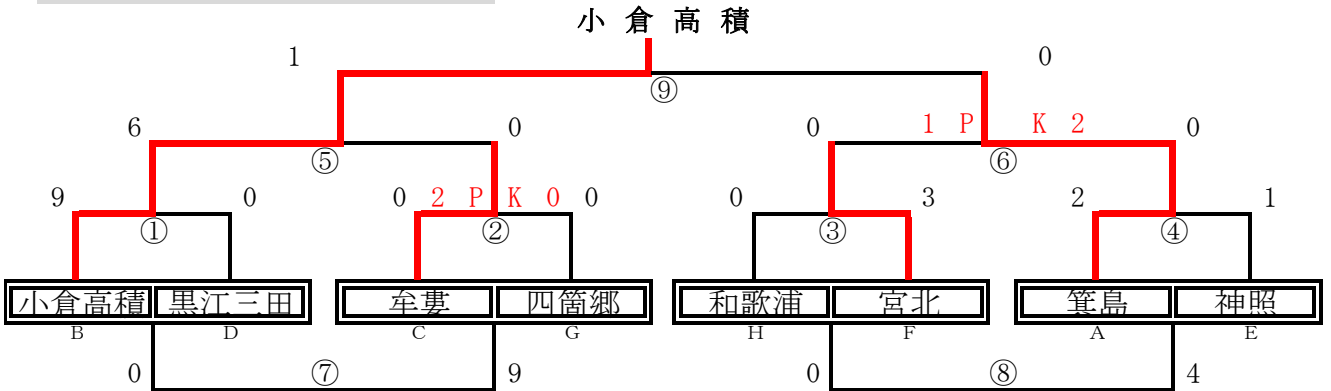 小倉高積
1 0
⑨
6 0 0 1 P K 2 0
⑤ ⑥
9 0 0 2 P K 0 0 0 3 2 1
① ② ③ ④
小倉高積 黒江三田 牟婁 四箇郷 和歌浦 宮北 箕島 神照
B D C G H F A E
0 ⑦ 9 0 ⑧ 4